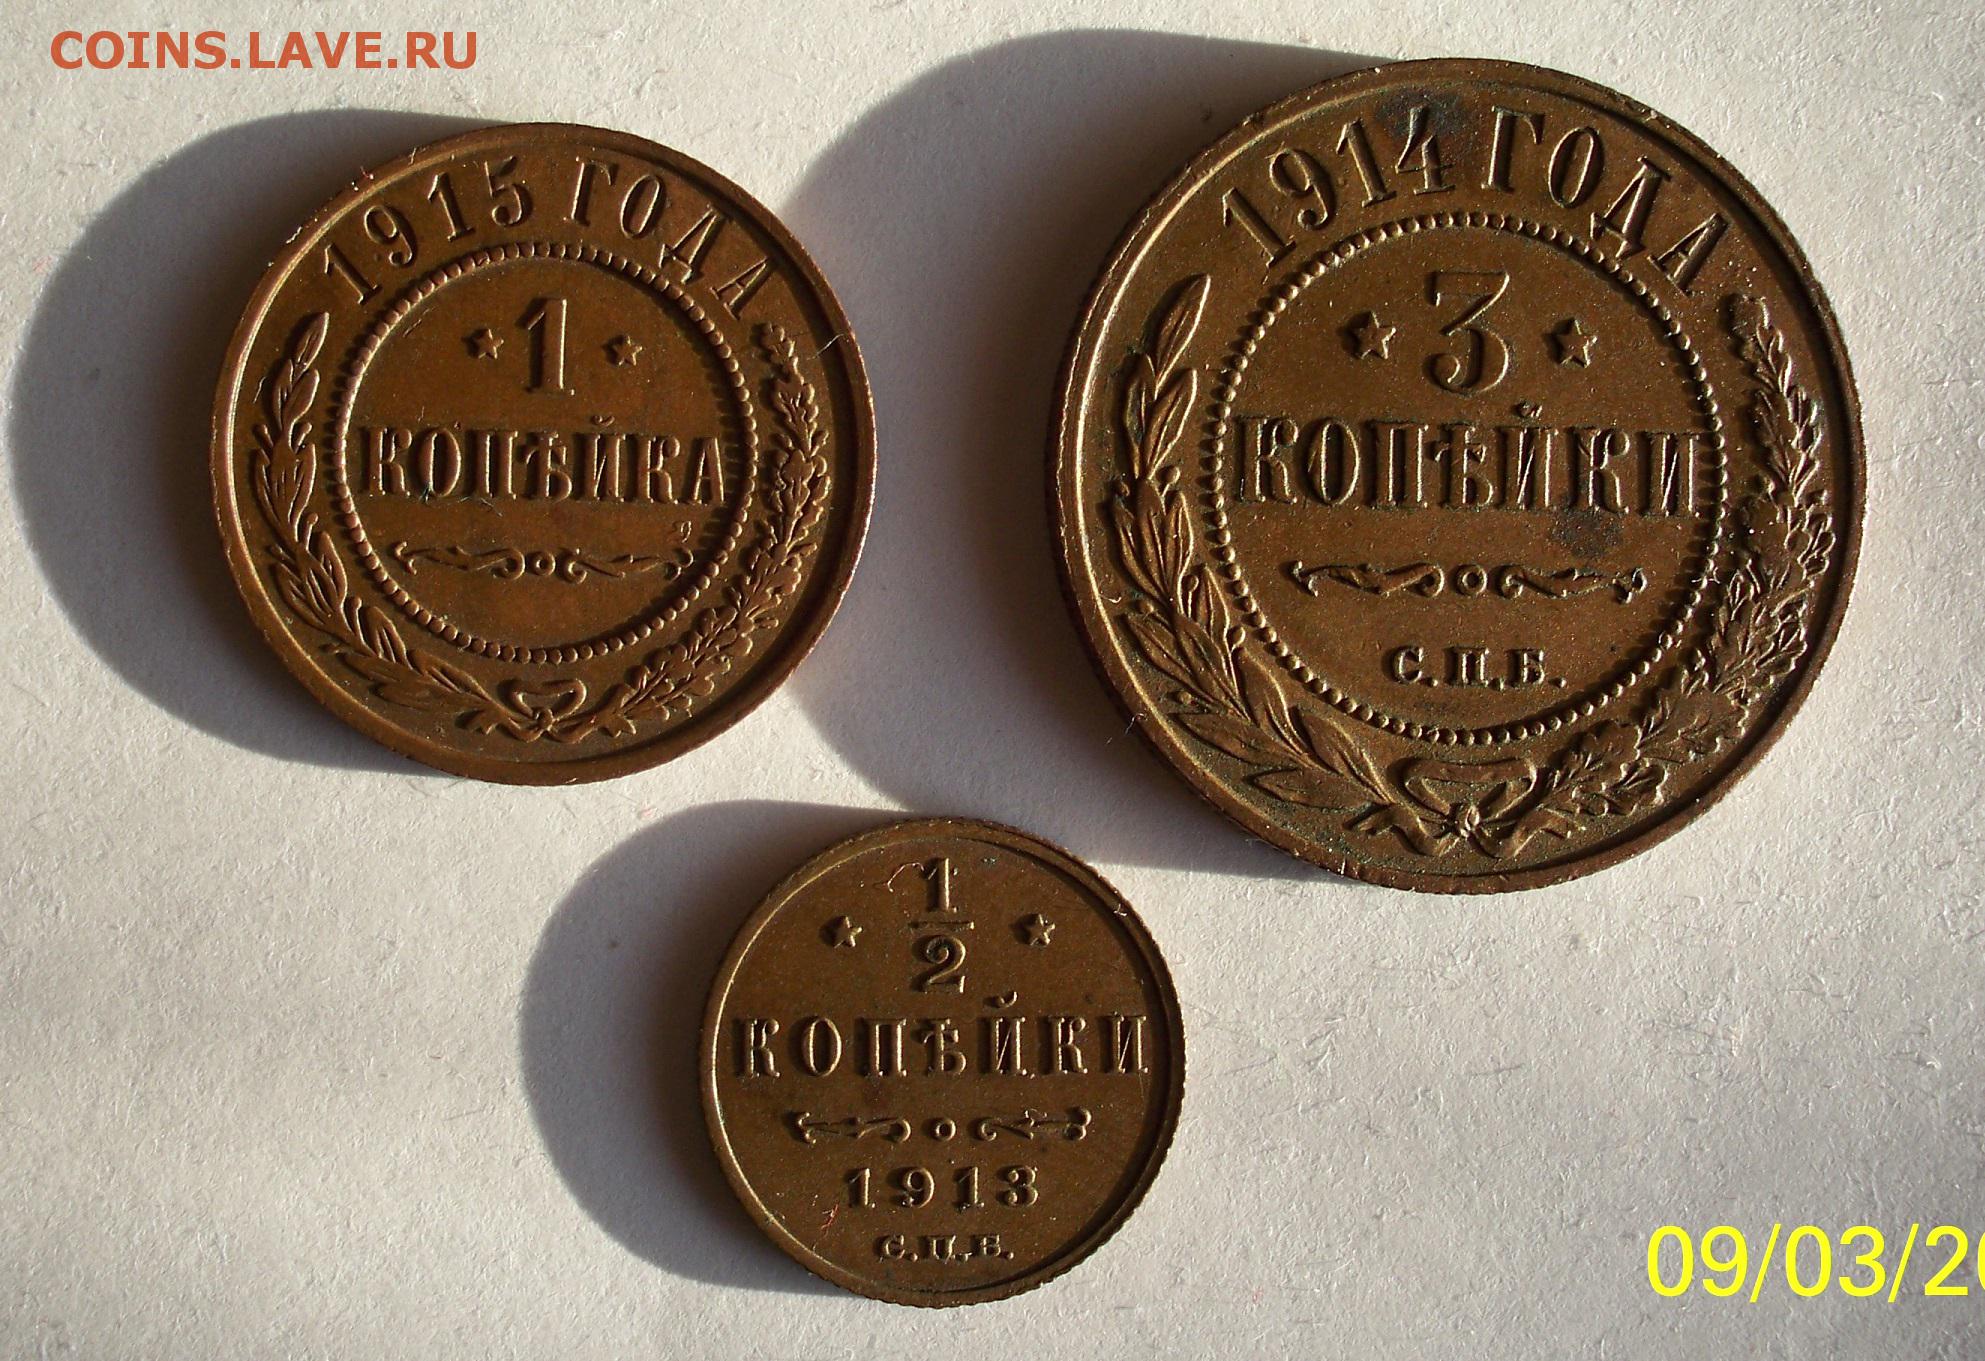 COINS.LAVE.RU
1915 ГОДА
1
КОПѢЙКА
1914 ГОДА
3
КОПѢЙКИ
С.П.Б.
1
2
КОПѢЙКИ
1913
С.П.Б.
09/03/20